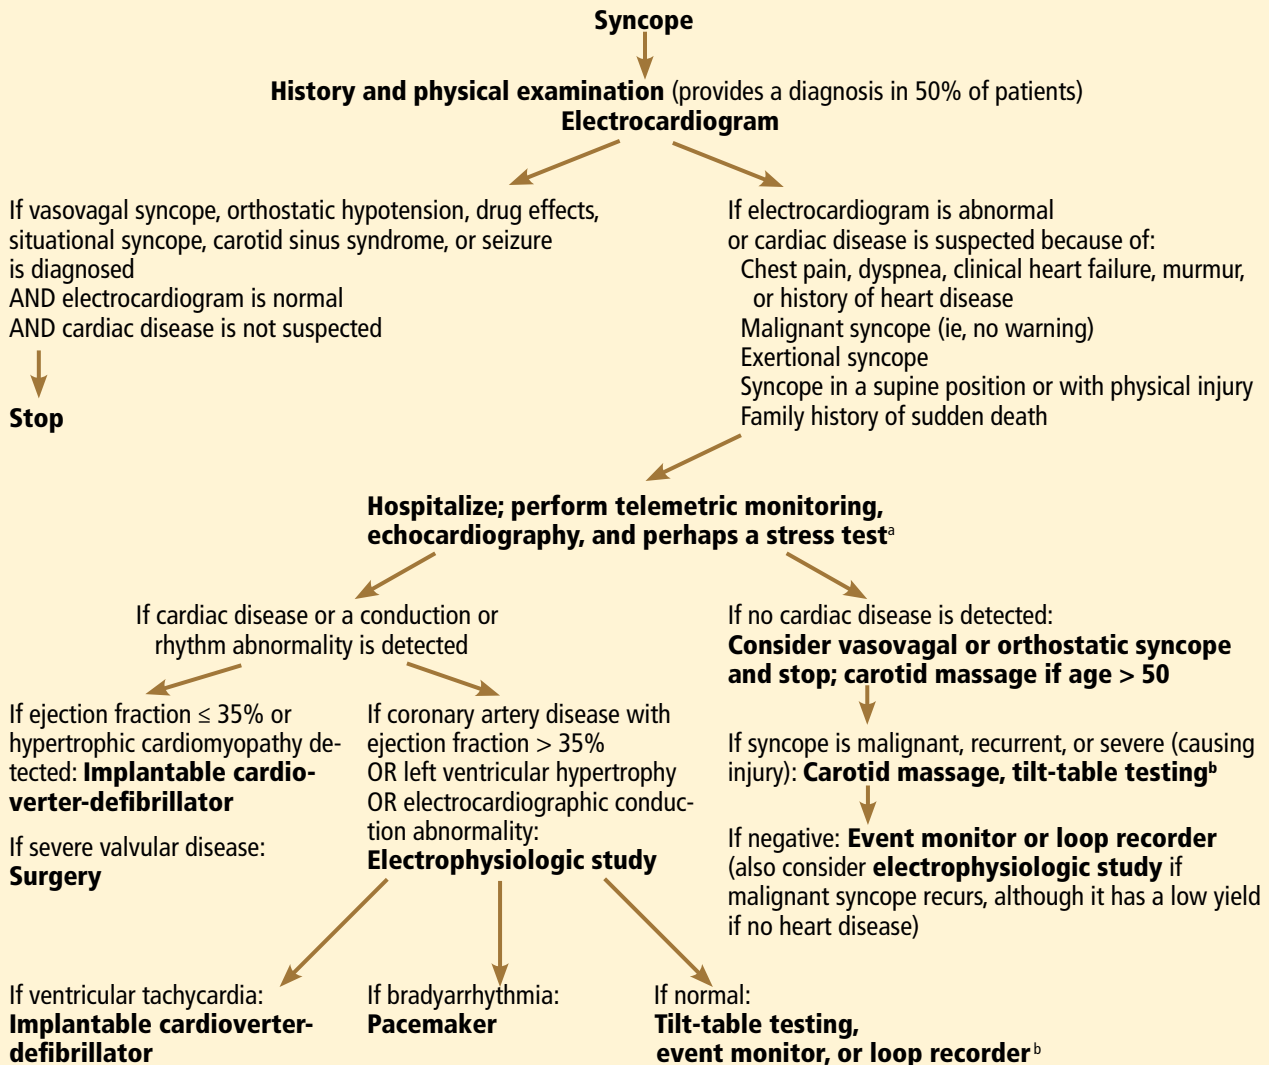 Syncope
History and physical examination (provides a diagnosis in 50% of patients)
Electrocardiogram
If vasovagal syncope, orthostatic hypotension, drug effects,
situational syncope, carotid sinus syndrome, or seizure
is diagnosed
AND electrocardiogram is normal
AND cardiac disease is not suspected
Stop
If electrocardiogram is abnormal
or cardiac disease is suspected because of:
Chest pain, dyspnea, clinical heart failure, murmur,
or history of heart disease
Malignant syncope (ie, no warning)
Exertional syncope
Syncope in a supine position or with physical injury
Family history of sudden death
Hospitalize; perform telemetric monitoring,
echocardiography, and perhaps a stress testᵃ
If cardiac disease or a conduction or
rhythm abnormality is detected
If ejection fraction ≤ 35% or
hypertrophic cardiomyopathy de-
tected: Implantable cardio-
verter-defibrillator
If severe valvular disease:
Surgery
If coronary artery disease with
ejection fraction > 35%
OR left ventricular hypertrophy
OR electrocardiographic conduc-
tion abnormality:
Electrophysiologic study
If no cardiac disease is detected:
Consider vasovagal or orthostatic syncope
and stop; carotid massage if age > 50
If syncope is malignant, recurrent, or severe (causing
injury): Carotid massage, tilt-table testingᵇ
If negative: Event monitor or loop recorder
(also consider electrophysiologic study if
malignant syncope recurs, although it has a low yield
if no heart disease)
If ventricular tachycardia:
Implantable cardioverter-
defibrillator
If bradyarrhythmia:
Pacemaker
If normal:
Tilt-table testing,
event monitor, or loop recorderᵇ